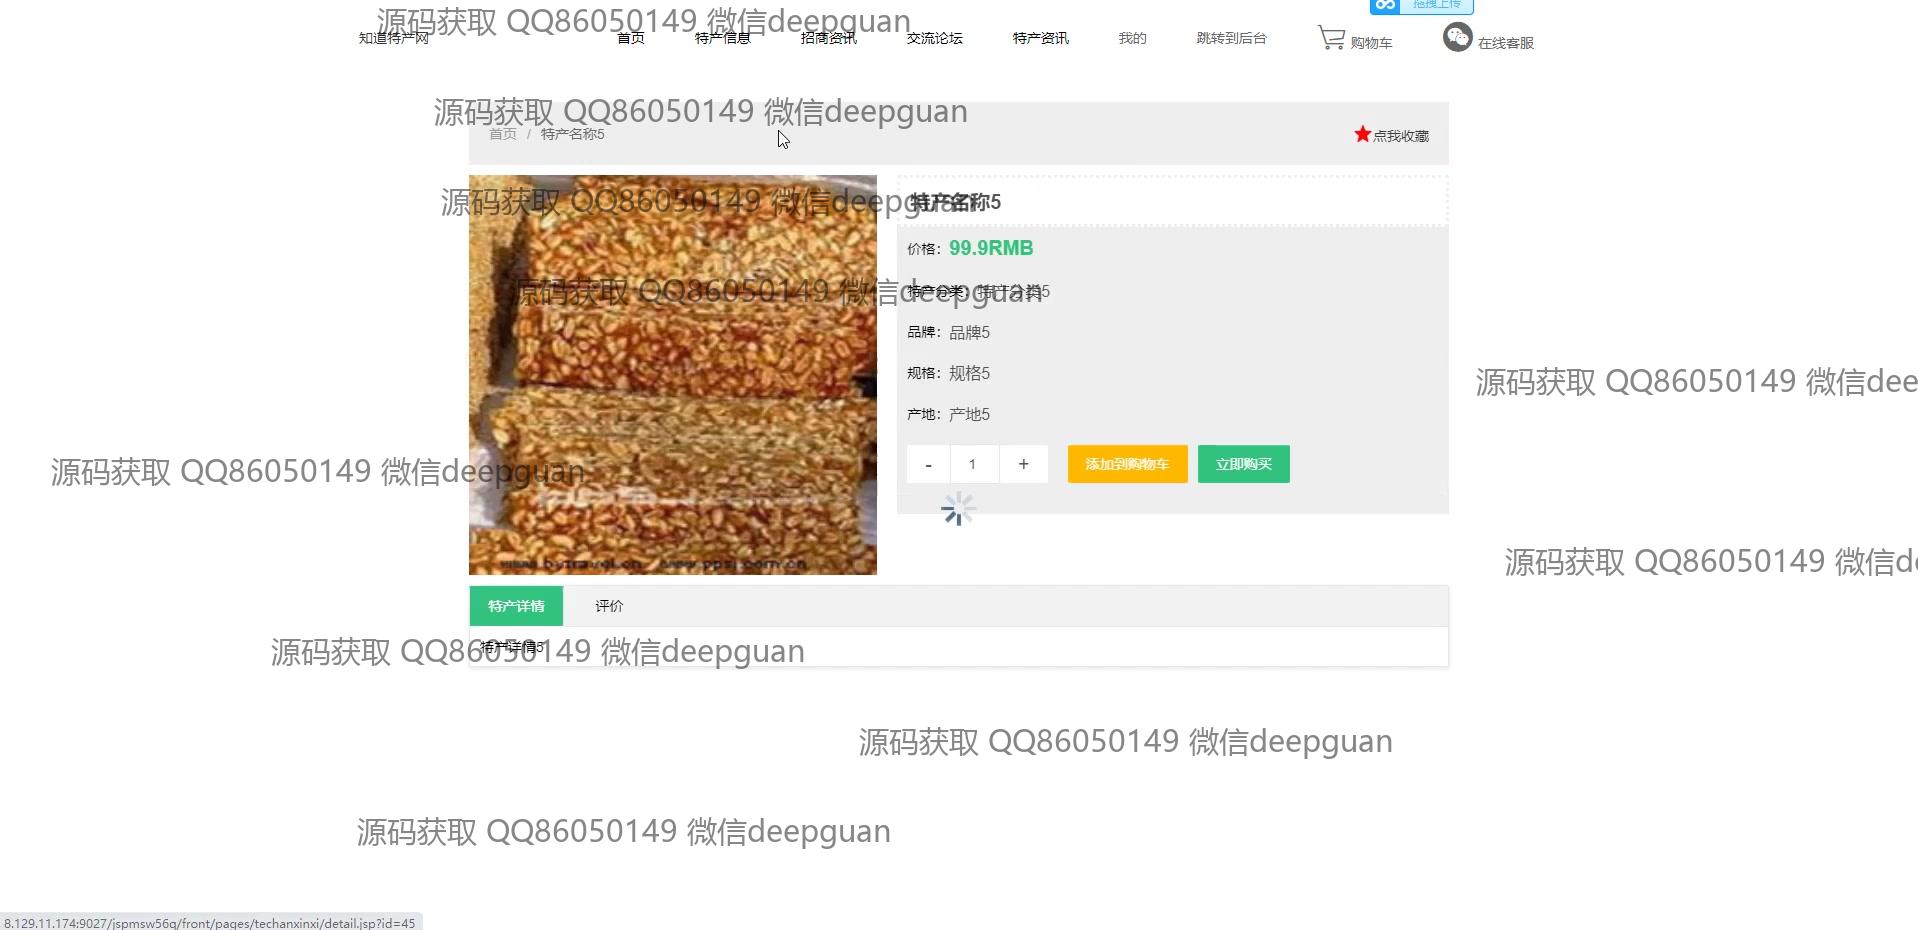 拖拽上传
源码获取 QQ86050149 微信deepguan
知道特产网 首页 特产信息 招商资讯 交流论坛 特产资讯 我的 跳转到后台 购物车 在线客服
源码获取 QQ86050149 微信deepguan
首页 / 特产名称5 点我收藏
源码获取 QQ86050149 微信deepguan
特产名称5
价格: 99.9RMB
源码获取 QQ86050149 微信deepguan
特产分类: 特产分类5
品牌: 品牌5
规格: 规格5
源码获取 QQ86050149 微信dee
产地: 产地5
- 1 + 添加到购物车 立即购买
源码获取 QQ86050149 微信deepguan
源码获取 QQ86050149 微信d
特产详情 评价
特产详情5
源码获取 QQ86050149 微信deepguan
源码获取 QQ86050149 微信deepguan
源码获取 QQ86050149 微信deepguan
8.129.11.174:9027/jspmsw56q/front/pages/techanxinxi/detail.jsp?id=45